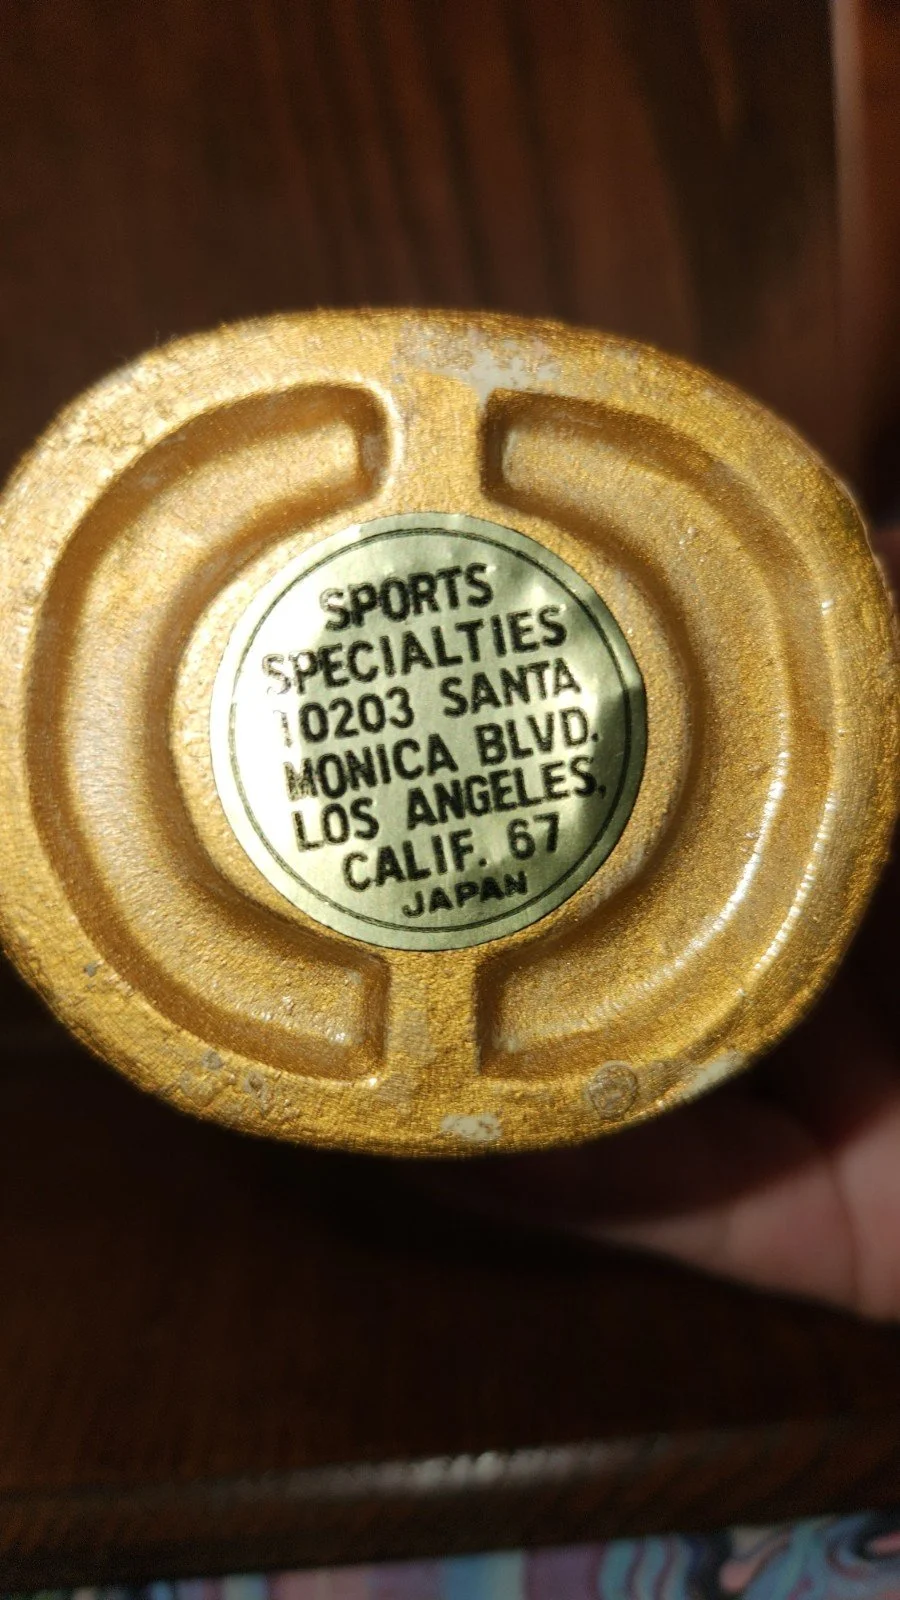 SPORTS
SPECIALTIES
10203 SANTA
MONICA BLVD.
LOS ANGELES,
CALIF. 67
JAPAN